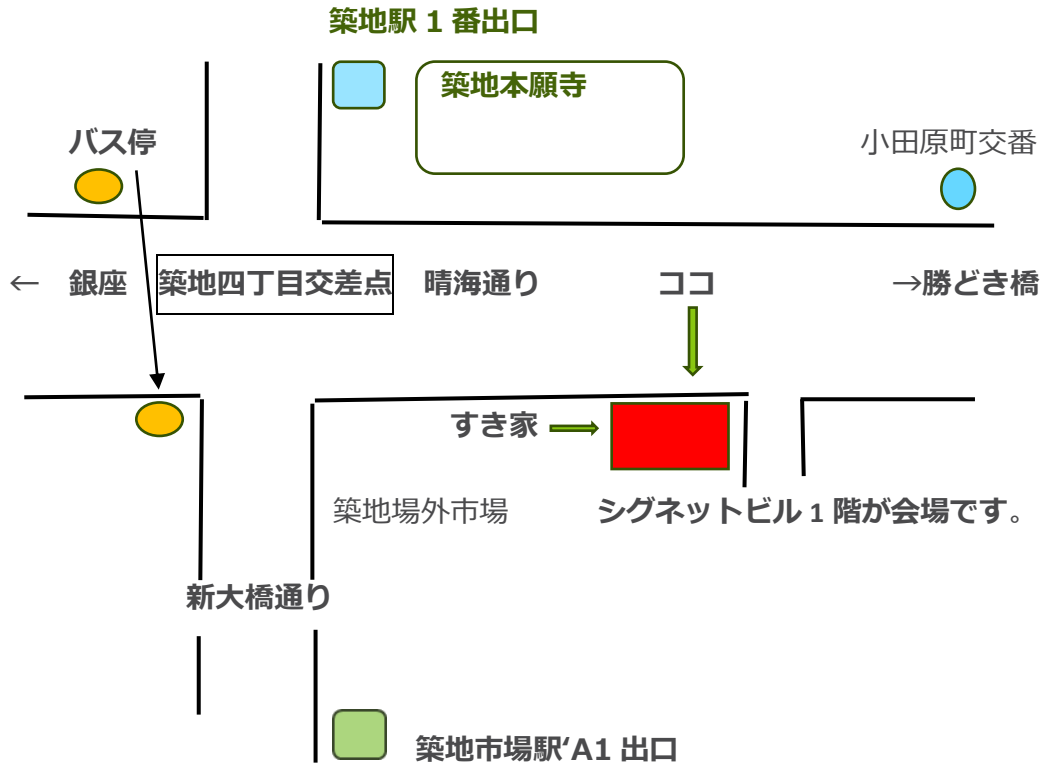 築地駅 1 番出口
築地本願寺
バス停
小田原町交番
← 銀座
築地四丁目交差点
晴海通り
ココ
→勝どき橋
すき家
築地場外市場
シグネットビル 1 階が会場です。
新大橋通り
築地市場駅‘A1 出口